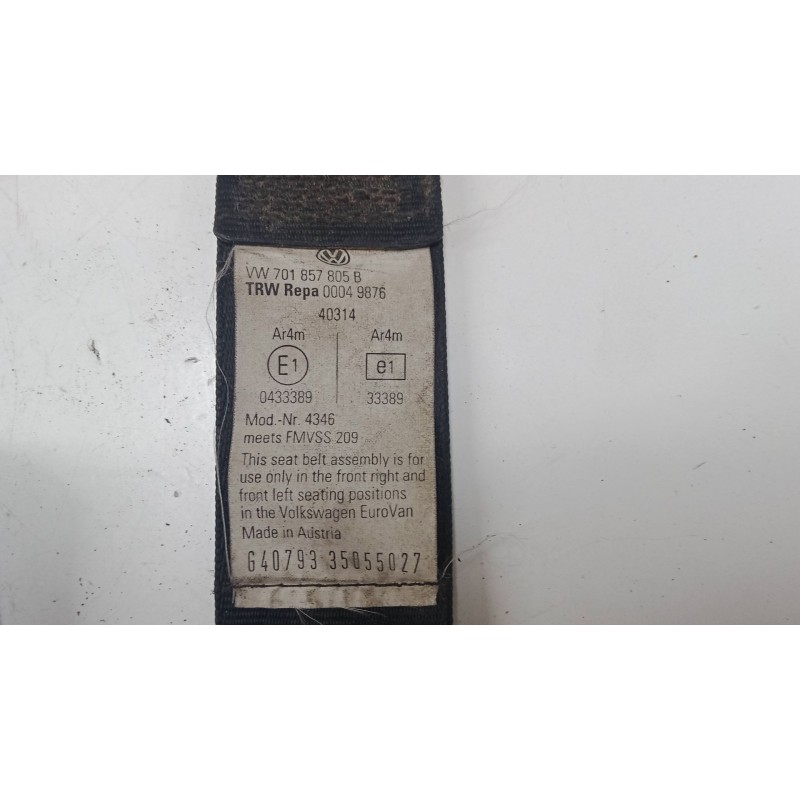 VW 701 857 805 B
TRW Repa 0004 9876
40314
Ar4m Ar4m
E1 e1
0433389 33389
Mod.-Nr. 4346
meets FMVSS 209
This seat belt assembly is for
use only in the front right and
front left seating positions
in the Volkswagen EuroVan
Made in Austria
G40793 35055027